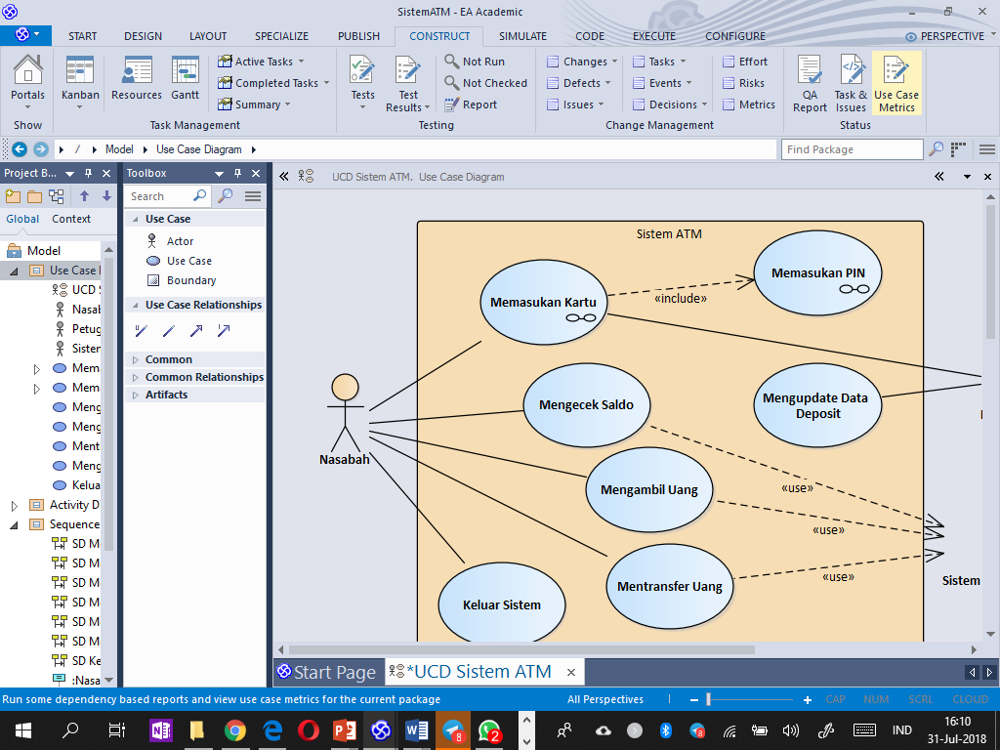 SistemATM - EA Academic
START DESIGN LAYOUT SPECIALIZE PUBLISH CONSTRUCT SIMULATE CODE EXECUTE CONFIGURE PERSPECTIVE
Portals
Show
Kanban
Resources
Gantt
Active Tasks
Completed Tasks
Summary
Task Management
Tests
Test Results
Not Run
Not Checked
Report
Testing
Changes
Defects
Issues
Tasks
Events
Decisions
Effort
Risks
Metrics
Change Management
QA Report
Task & Issues
Use Case Metrics
Status
/ Model Use Case Diagram
Find Package
Project B...
Global Context
Model
Use Case
UCD
Nasab
Petug
Sisten
Mema
Mema
Meng
Meng
Ment
Meng
Kelua
Activity D
Sequence
SD M
SD M
SD M
SD M
SD M
SD M
SD Ke
:Nasa
Toolbox
Search
Use Case
Actor
Use Case
Boundary
Use Case Relationships
Common
Common Relationships
Artifacts
UCD Sistem ATM. Use Case Diagram
Sistem ATM
Memasukan PIN
Memasukan Kartu
«include»
Mengecek Saldo
Mengupdate Data
Deposit
Nasabah
Mengambil Uang
«use»
«use»
«use»
Sistem
Mentransfer Uang
Keluar Sistem
Start Page
*UCD Sistem ATM
Run some dependency based reports and view use case metrics for the current package
All Perspectives
CAP NUM SCRL CLOUD
8
2
8
IND
16:10
31-Jul-2018